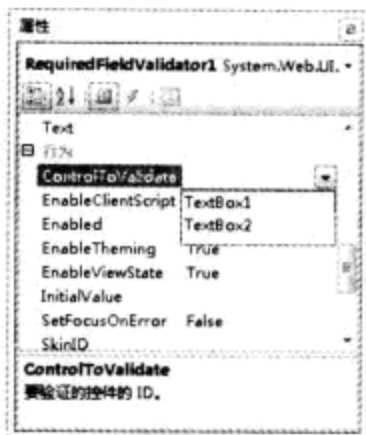 属性
RequiredFieldValidator1 System.Web.UI.
Text
行为
ControlToValidate
EnableClientScript TextBox1
Enabled TextBox2
EnableTheming True
EnableViewState True
InitialValue
SetFocusOnError False
SkinID
ControlToValidate
要验证的控件的 ID。